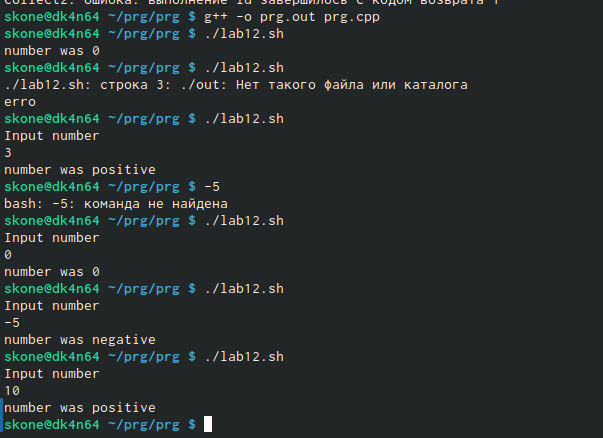 collect2: ошибка: выполнение ld завершилось с кодом возврата 1
skone@dk4n64 ~/prg/prg $ g++ -o prg.out prg.cpp
skone@dk4n64 ~/prg/prg $ ./lab12.sh
number was 0
skone@dk4n64 ~/prg/prg $ ./lab12.sh
./lab12.sh: строка 3: ./out: Нет такого файла или каталога
erro
skone@dk4n64 ~/prg/prg $ ./lab12.sh
Input number
3
number was positive
skone@dk4n64 ~/prg/prg $ -5
bash: -5: команда не найдена
skone@dk4n64 ~/prg/prg $ ./lab12.sh
Input number
0
number was 0
skone@dk4n64 ~/prg/prg $ ./lab12.sh
Input number
-5
number was negative
skone@dk4n64 ~/prg/prg $ ./lab12.sh
Input number
10
number was positive
skone@dk4n64 ~/prg/prg $